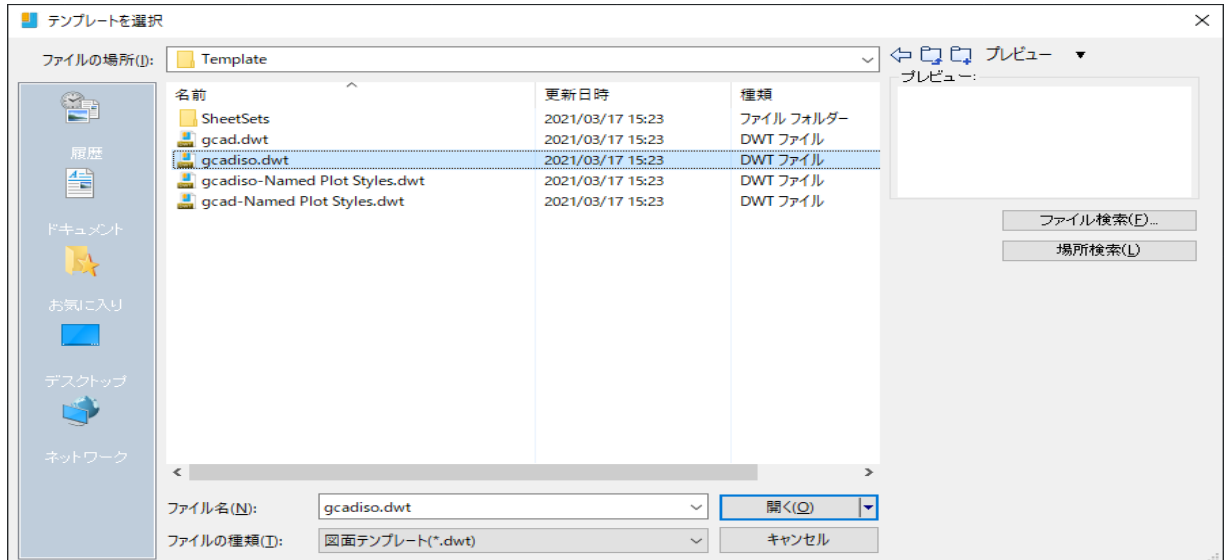 テンプレートを選択
ファイルの場所(I): Template プレビュー
プレビュー:
名前 更新日時 種類
SheetSets 2021/03/17 15:23 ファイル フォルダー
gcad.dwt 2021/03/17 15:23 DWT ファイル
gcadiso.dwt 2021/03/17 15:23 DWT ファイル
gcadiso-Named Plot Styles.dwt 2021/03/17 15:23 DWT ファイル
gcad-Named Plot Styles.dwt 2021/03/17 15:23 DWT ファイル
履歴
ドキュメント
お気に入り
デスクトップ
ネットワーク
ファイル検索(F)...
場所検索(L)
ファイル名(N): gcadiso.dwt 開く(O)
ファイルの種類(T): 図面テンプレート(*.dwt) キャンセル